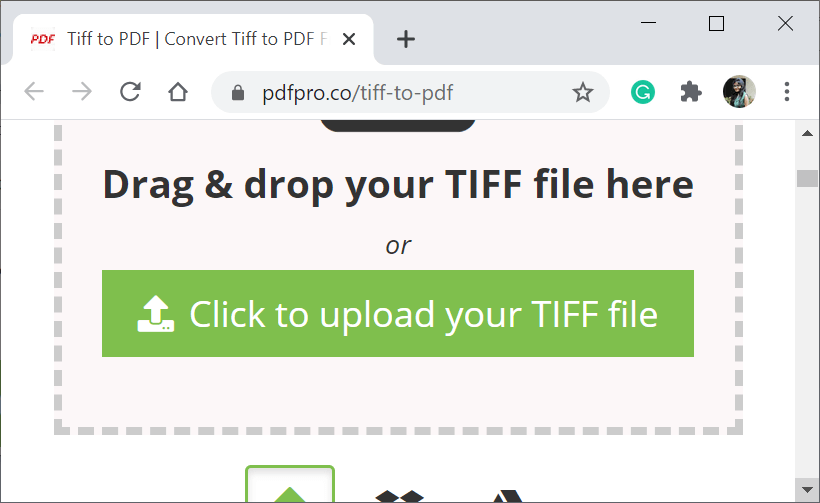 PDF Tiff to PDF | Convert Tiff to PDF F
pdfpro.co/tiff-to-pdf
Drag & drop your TIFF file here
or
Click to upload your TIFF file